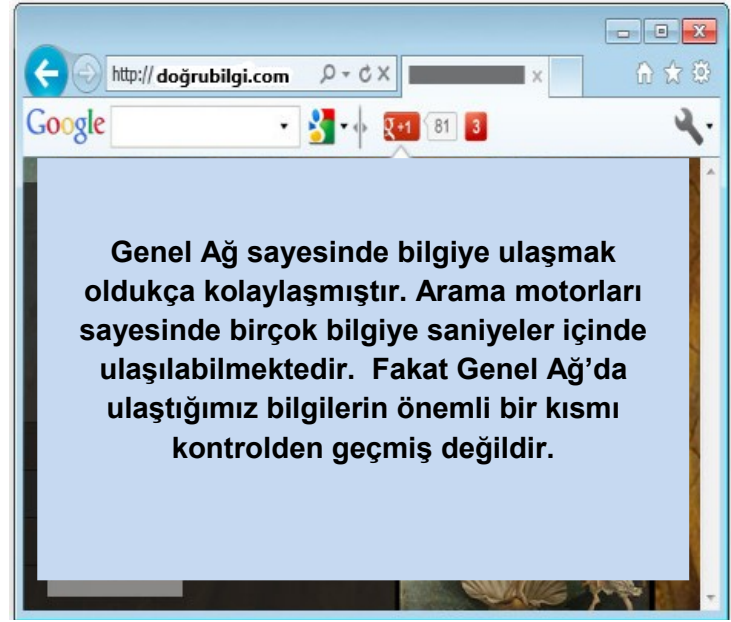 http:// doğrubilgi.com
Google
g+1 81 3
Genel Ağ sayesinde bilgiye ulaşmak
oldukça kolaylaşmıştır. Arama motorları
sayesinde birçok bilgiye saniyeler içinde
ulaşılabilmektedir. Fakat Genel Ağ’da
ulaştığımız bilgilerin önemli bir kısmı
kontrolden geçmiş değildir.